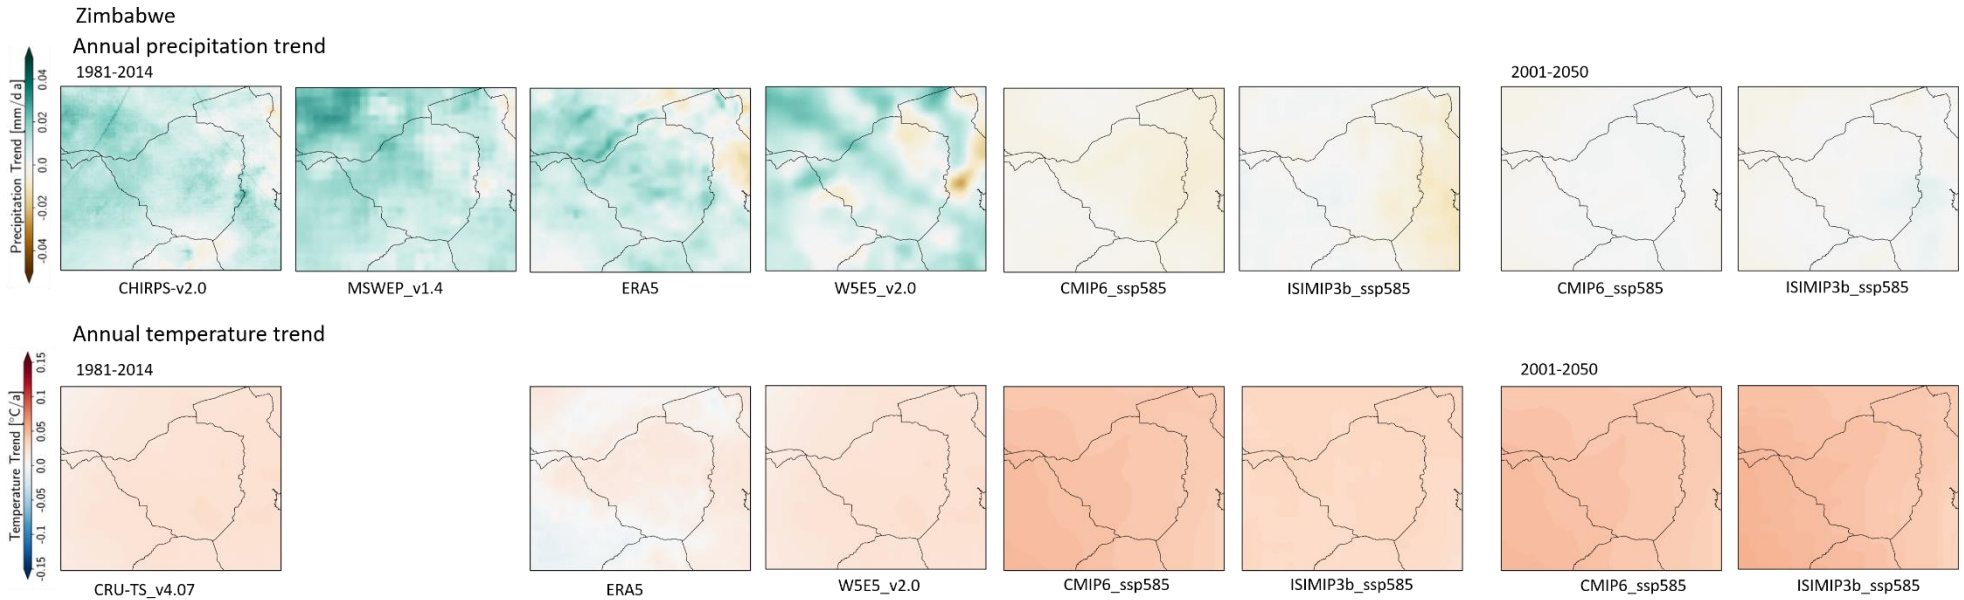 Zimbabwe
Annual precipitation trend
1981-2014
2001-2050
Precipitation Trend [mm/d a]
0.04
0.02
0.0
-0.02
-0.04
CHIRPS-v2.0
MSWEP_v1.4
ERA5
W5E5_v2.0
CMIP6_ssp585
ISIMIP3b_ssp585
CMIP6_ssp585
ISIMIP3b_ssp585
Annual temperature trend
1981-2014
2001-2050
Temperature Trend [°C/a]
0.15
0.1
0.05
0.0
-0.05
-0.1
-0.15
CRU-TS_v4.07
ERA5
W5E5_v2.0
CMIP6_ssp585
ISIMIP3b_ssp585
CMIP6_ssp585
ISIMIP3b_ssp585